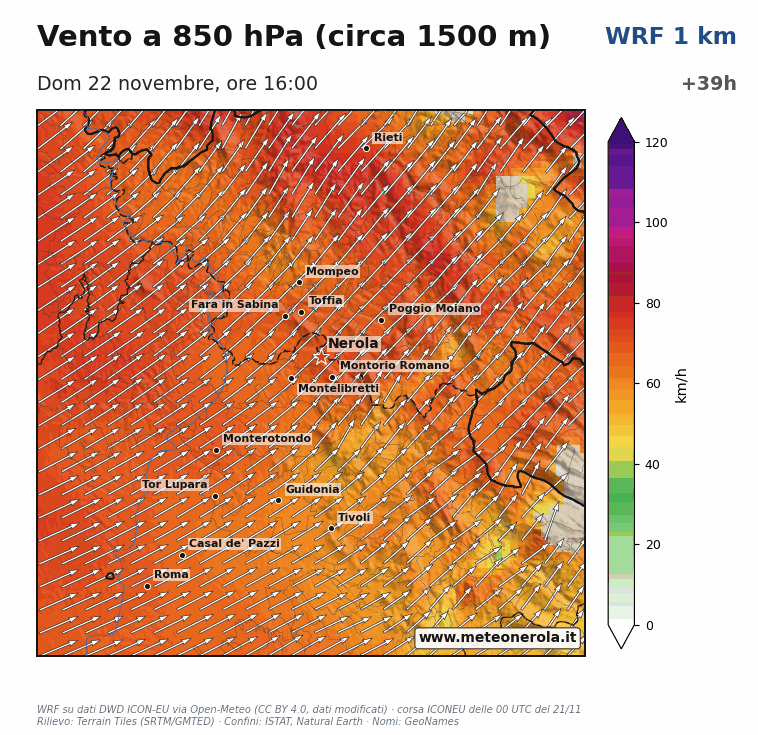 Vento a 850 hPa (circa 1500 m)
WRF 1 km
Dom 22 novembre, ore 16:00
+39h
Rieti
Mompeo
Fara in Sabina
Toffia
Poggio Moiano
Nerola
Montorio Romano
Montelibretti
Monterotondo
Tor Lupara
Guidonia
Tivoli
Casal de' Pazzi
Roma
www.meteonerola.it
120
100
80
60
40
20
0
km/h
WRF su dati DWD ICON-EU via Open-Meteo (CC BY 4.0, dati modificati) · corsa ICONEU delle 00 UTC del 21/11
Rilievo: Terrain Tiles (SRTM/GMTED) · Confini: ISTAT, Natural Earth · Nomi: GeoNames